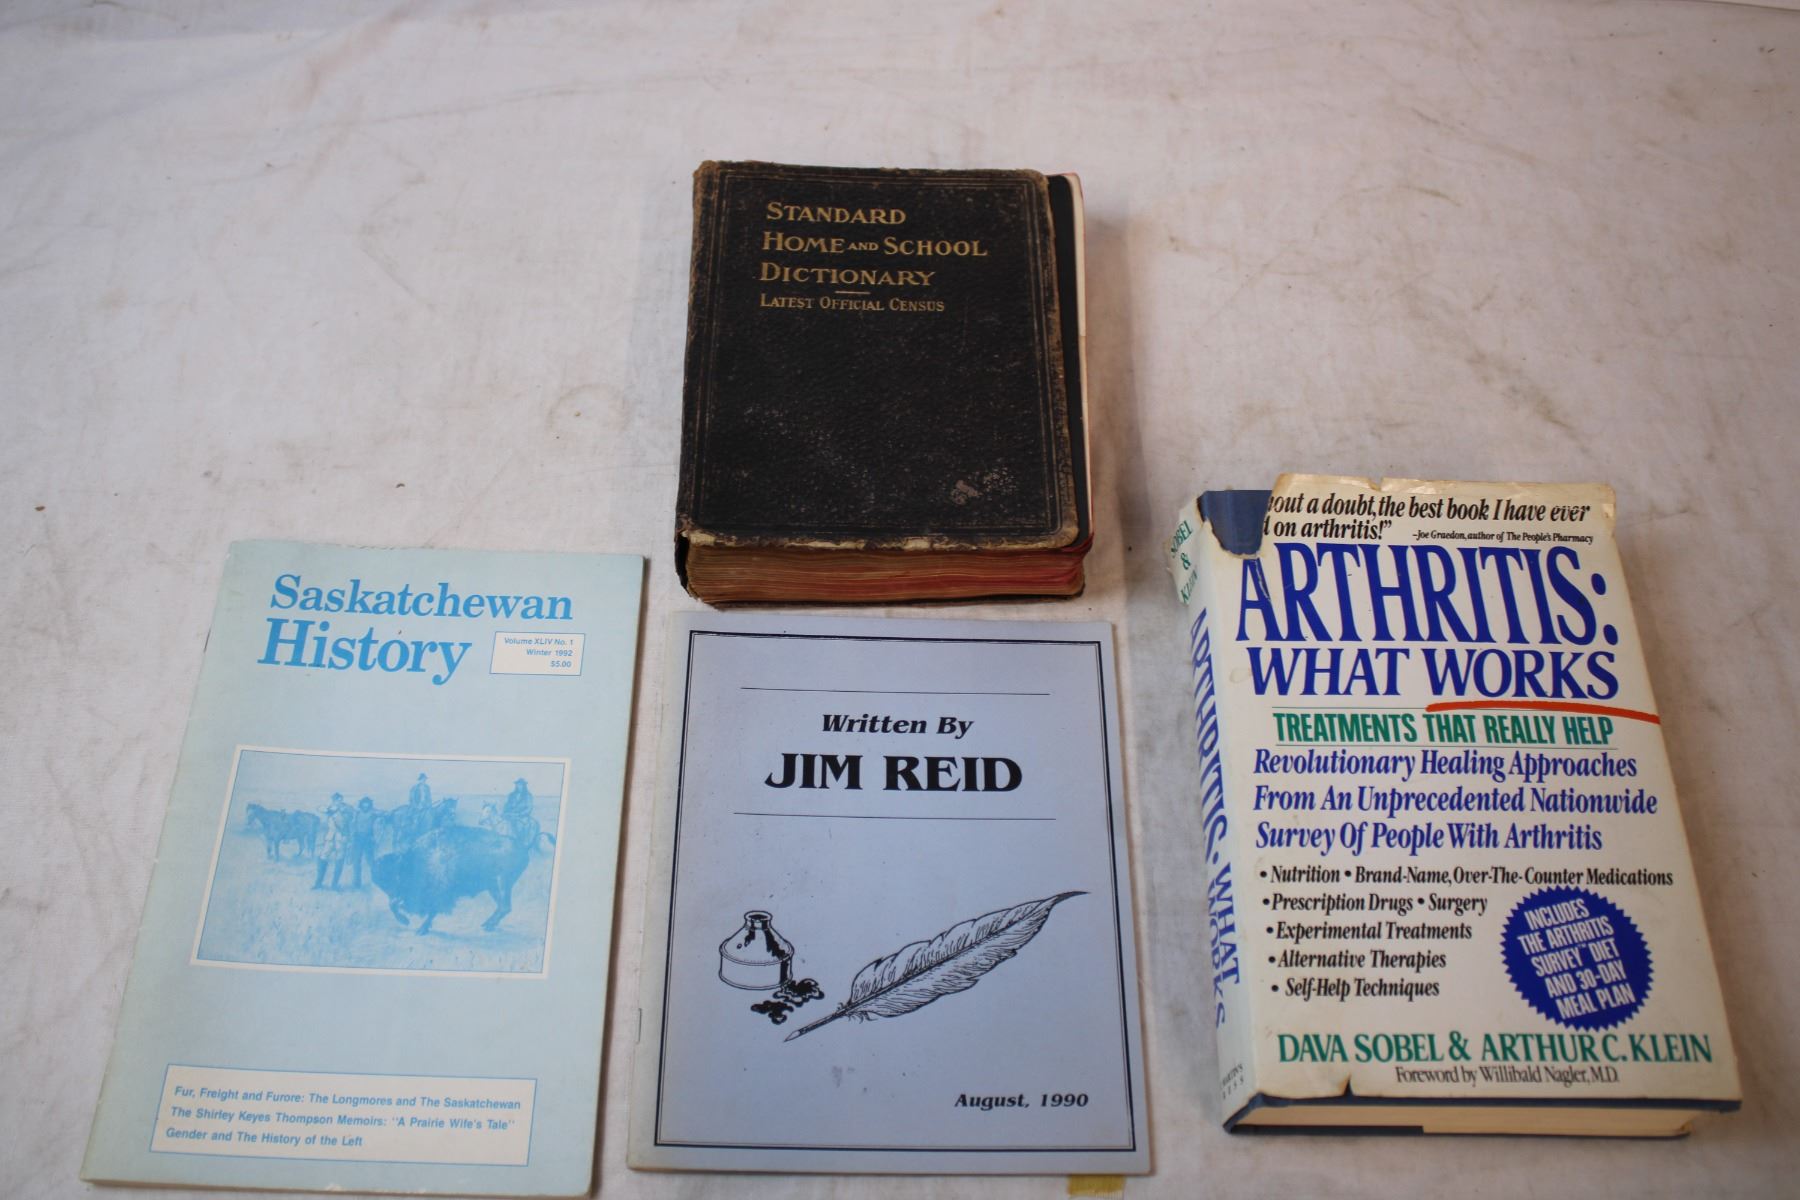 STANDARD
HOME AND SCHOOL
DICTIONARY
LATEST OFFICIAL CENSUS
Saskatchewan
History
Volume XLIV No. 1
Winter 1992
$5.00
Fur, Freight and Furore: The Longmores and The Saskatchewan
The Shirley Keyes Thompson Memoirs: "A Prairie Wife's Tale"
Gender and The History of the Left
Written By
JIM REID
August, 1990
SOBEL
&
KLEIN
ARTHRITIS: WHAT
WORKS
out a doubt, the best book I have ever
on arthritis!"
–Joe Graedon, author of The People's Pharmacy
ARTHRITIS:
WHAT WORKS
TREATMENTS THAT REALLY HELP
Revolutionary Healing Approaches
From An Unprecedented Nationwide
Survey Of People With Arthritis
• Nutrition • Brand-Name, Over-The-Counter Medications
• Prescription Drugs • Surgery
• Experimental Treatments
• Alternative Therapies
• Self-Help Techniques
INCLUDES
THE ARTHRITIS
SURVEY™ DIET
AND 30-DAY
MEAL PLAN
DAVA SOBEL & ARTHUR C. KLEIN
Foreword by Willibald Nagler, M.D.